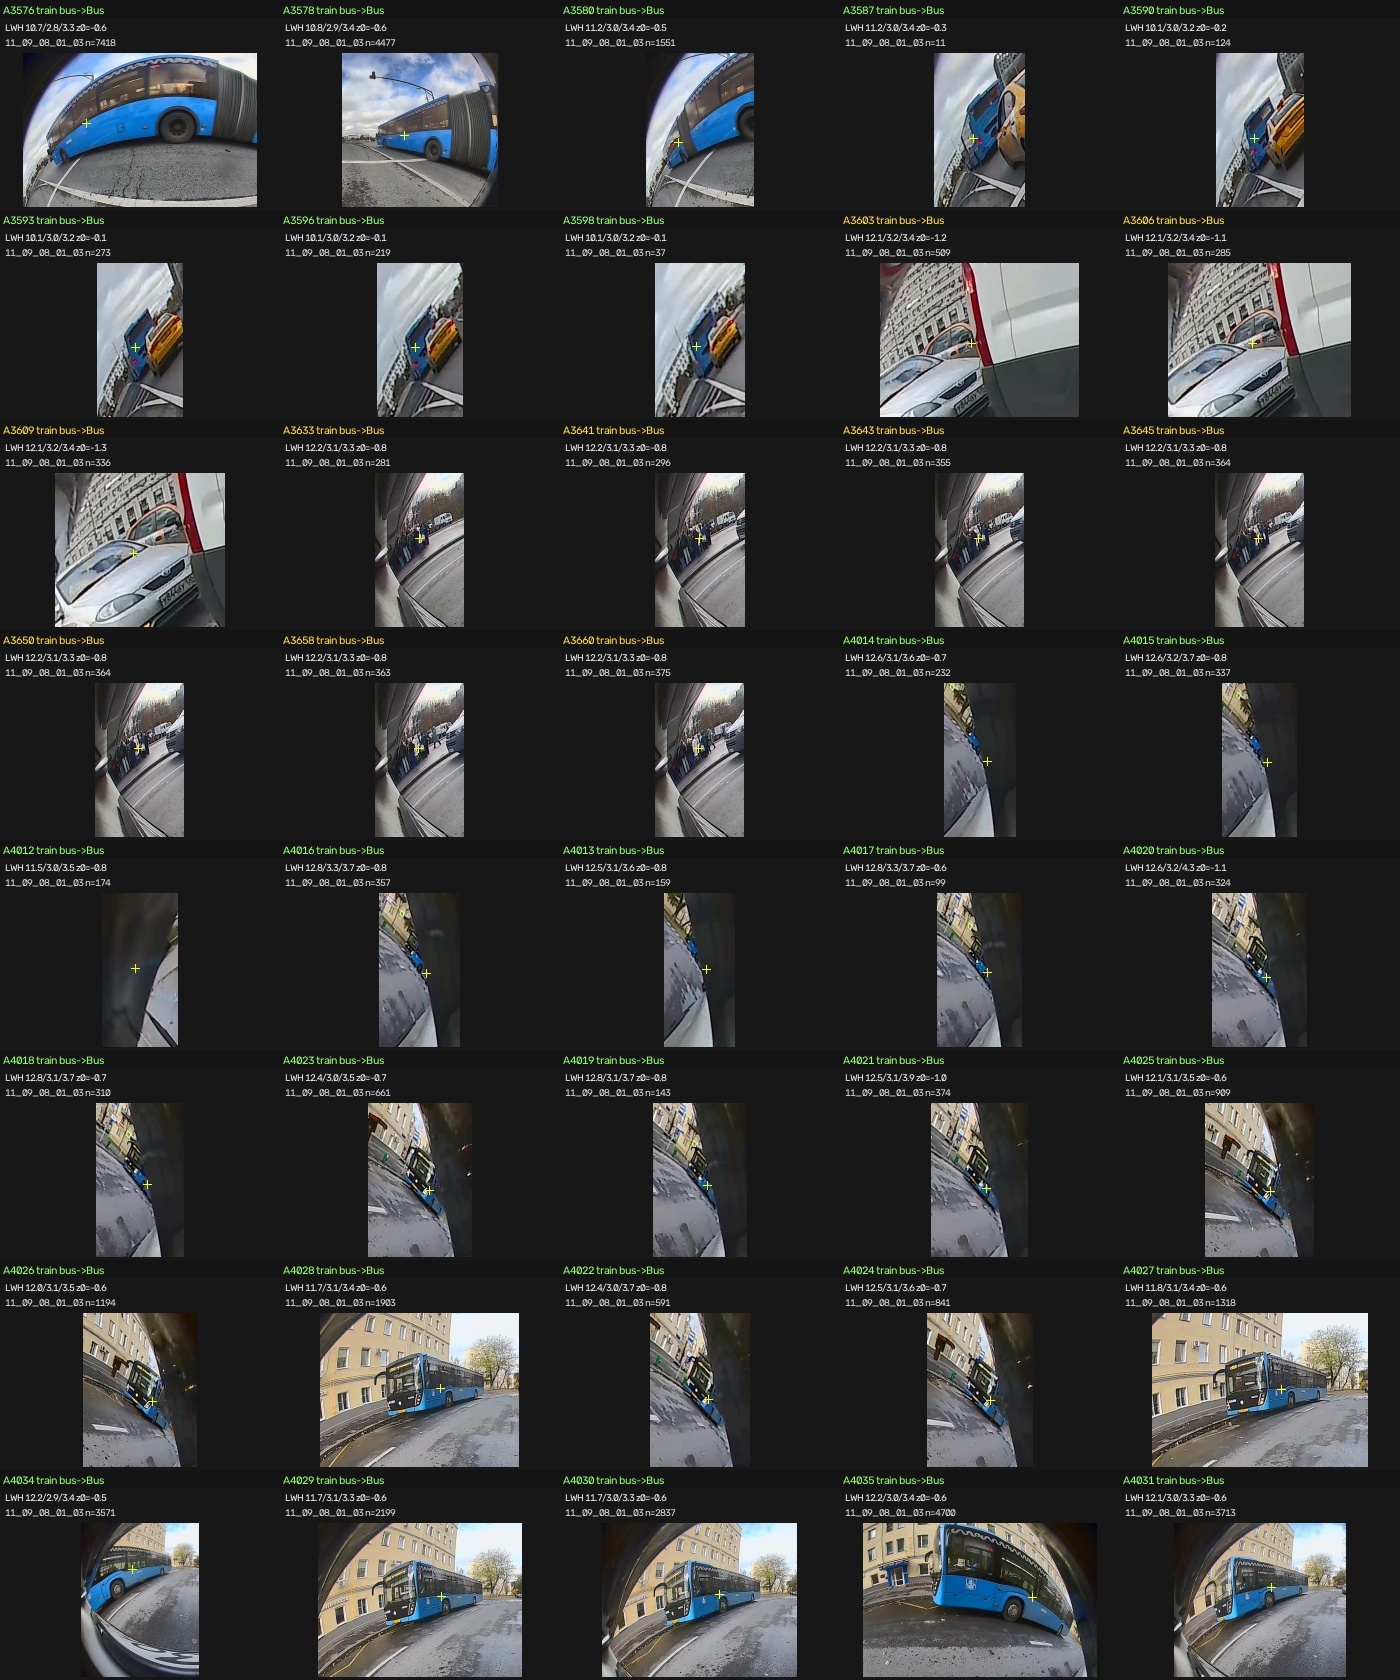 A3576 train bus->Bus
LWH 10.7/2.8/3.3 z0=-0.6
11_09_08_01_03 n=7418
A3578 train bus->Bus
LWH 10.8/2.9/3.4 z0=-0.6
11_09_08_01_03 n=4477
A3580 train bus->Bus
LWH 11.2/3.0/3.4 z0=-0.5
11_09_08_01_03 n=1551
A3587 train bus->Bus
LWH 11.2/3.0/3.4 z0=-0.3
11_09_08_01_03 n=11
A3590 train bus->Bus
LWH 10.1/3.0/3.2 z0=-0.2
11_09_08_01_03 n=124
A3593 train bus->Bus
LWH 10.1/3.0/3.2 z0=-0.1
11_09_08_01_03 n=273
A3596 train bus->Bus
LWH 10.1/3.0/3.2 z0=-0.1
11_09_08_01_03 n=219
A3598 train bus->Bus
LWH 10.1/3.0/3.2 z0=-0.1
11_09_08_01_03 n=37
A3603 train bus->Bus
LWH 12.1/3.2/3.4 z0=-1.2
11_09_08_01_03 n=509
A3606 train bus->Bus
LWH 12.1/3.2/3.4 z0=-1.1
11_09_08_01_03 n=285
A3609 train bus->Bus
LWH 12.1/3.2/3.4 z0=-1.3
11_09_08_01_03 n=336
A3633 train bus->Bus
LWH 12.2/3.1/3.3 z0=-0.8
11_09_08_01_03 n=281
A3641 train bus->Bus
LWH 12.2/3.1/3.3 z0=-0.8
11_09_08_01_03 n=296
A3643 train bus->Bus
LWH 12.2/3.1/3.3 z0=-0.8
11_09_08_01_03 n=355
A3645 train bus->Bus
LWH 12.2/3.1/3.3 z0=-0.8
11_09_08_01_03 n=364
A3650 train bus->Bus
LWH 12.2/3.1/3.3 z0=-0.8
11_09_08_01_03 n=364
A3658 train bus->Bus
LWH 12.2/3.1/3.3 z0=-0.8
11_09_08_01_03 n=363
A3660 train bus->Bus
LWH 12.2/3.1/3.3 z0=-0.8
11_09_08_01_03 n=375
A4014 train bus->Bus
LWH 12.6/3.1/3.6 z0=-0.7
11_09_08_01_03 n=232
A4015 train bus->Bus
LWH 12.6/3.2/3.7 z0=-0.8
11_09_08_01_03 n=337
A4012 train bus->Bus
LWH 11.5/3.0/3.5 z0=-0.8
11_09_08_01_03 n=174
A4016 train bus->Bus
LWH 12.8/3.3/3.7 z0=-0.8
11_09_08_01_03 n=357
A4013 train bus->Bus
LWH 12.5/3.1/3.6 z0=-0.8
11_09_08_01_03 n=159
A4017 train bus->Bus
LWH 12.8/3.3/3.7 z0=-0.6
11_09_08_01_03 n=99
A4020 train bus->Bus
LWH 12.6/3.2/4.3 z0=-1.1
11_09_08_01_03 n=324
A4018 train bus->Bus
LWH 12.8/3.1/3.7 z0=-0.7
11_09_08_01_03 n=310
A4023 train bus->Bus
LWH 12.4/3.0/3.5 z0=-0.7
11_09_08_01_03 n=661
A4019 train bus->Bus
LWH 12.8/3.1/3.7 z0=-0.8
11_09_08_01_03 n=143
A4021 train bus->Bus
LWH 12.5/3.1/3.9 z0=-1.0
11_09_08_01_03 n=374
A4025 train bus->Bus
LWH 12.1/3.1/3.5 z0=-0.6
11_09_08_01_03 n=909
A4026 train bus->Bus
LWH 12.0/3.1/3.5 z0=-0.6
11_09_08_01_03 n=1194
A4028 train bus->Bus
LWH 11.7/3.1/3.4 z0=-0.6
11_09_08_01_03 n=1903
A4022 train bus->Bus
LWH 12.4/3.0/3.7 z0=-0.8
11_09_08_01_03 n=591
A4024 train bus->Bus
LWH 12.5/3.1/3.6 z0=-0.7
11_09_08_01_03 n=841
A4027 train bus->Bus
LWH 11.8/3.1/3.4 z0=-0.6
11_09_08_01_03 n=1318
A4034 train bus->Bus
LWH 12.2/2.9/3.4 z0=-0.5
11_09_08_01_03 n=3571
A4029 train bus->Bus
LWH 11.7/3.1/3.3 z0=-0.6
11_09_08_01_03 n=2199
A4030 train bus->Bus
LWH 11.7/3.0/3.3 z0=-0.6
11_09_08_01_03 n=2837
A4035 train bus->Bus
LWH 12.2/3.0/3.4 z0=-0.6
11_09_08_01_03 n=4700
A4031 train bus->Bus
LWH 12.1/3.0/3.3 z0=-0.6
11_09_08_01_03 n=3713